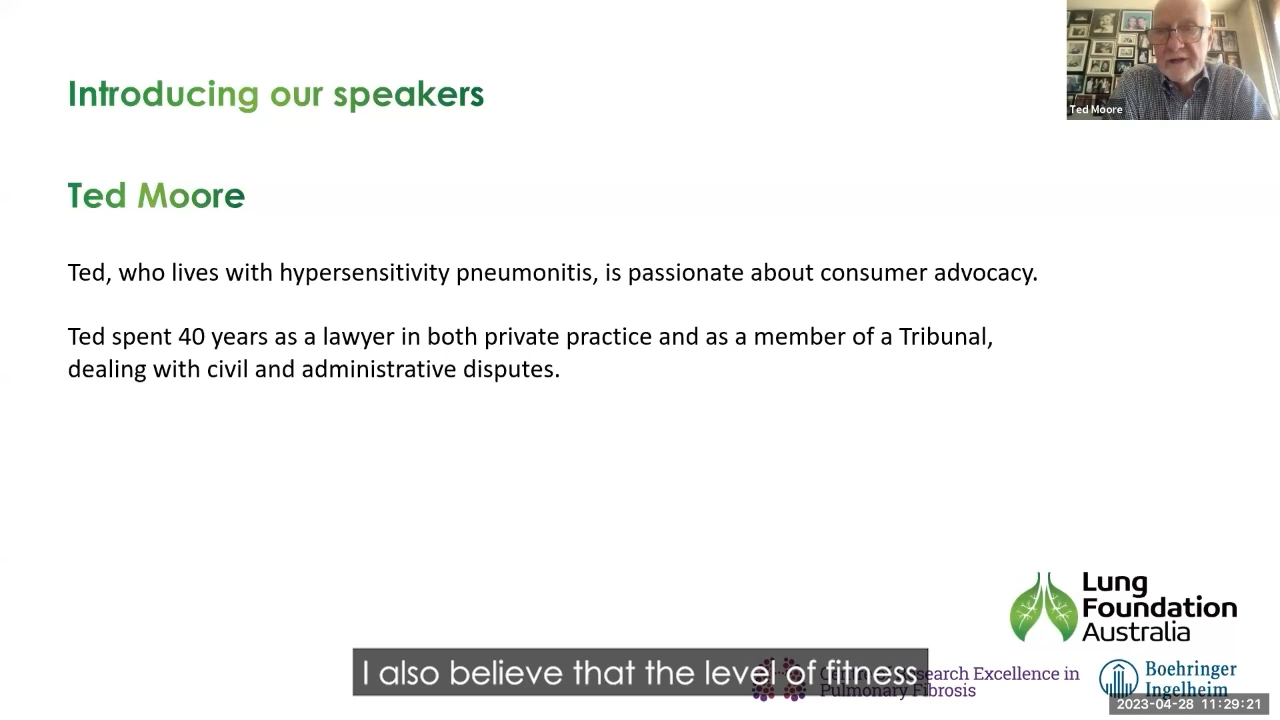 Introducing our speakers
Ted Moore
Ted Moore
Ted, who lives with hypersensitivity pneumonitis, is passionate about consumer advocacy.
Ted spent 40 years as a lawyer in both private practice and as a member of a Tribunal,
dealing with civil and administrative disputes.
Lung
Foundation
Australia
I also believe that the level of fitness
Research Excellence in
Pulmonary Fibrosis
Boehringer
Ingelheim
2023-04-28 11:29:21